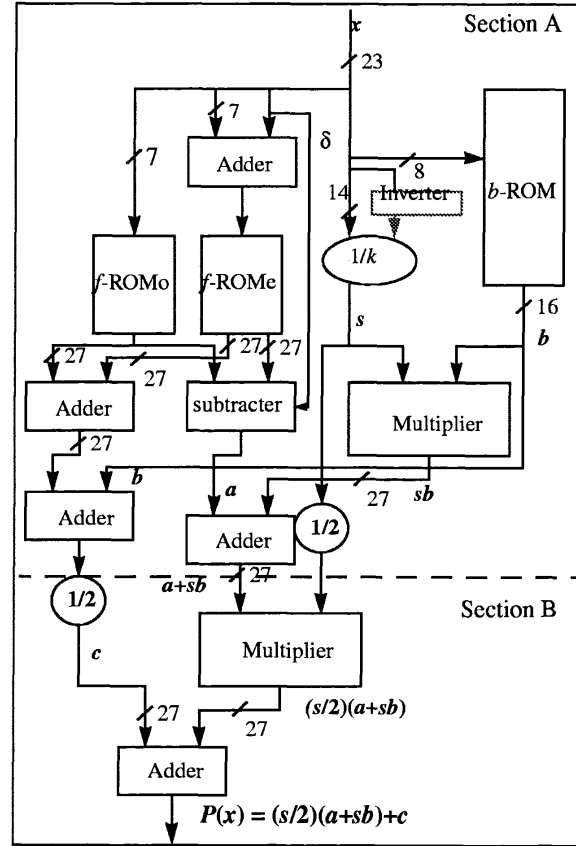 x
Section A
23
7
δ
7
Adder
8
14
Inverter
b-ROM
1/k
f-ROMo
f-ROMe
16
s
b
27
27
27
27
Adder
subtracter
Multiplier
27
b
a
27
sb
Adder
1/2
Adder
27
a+sb
1/2
Section B
Multiplier
c
(s/2)(a+sb)
27
27
Adder
P(x) = (s/2)(a+sb)+c